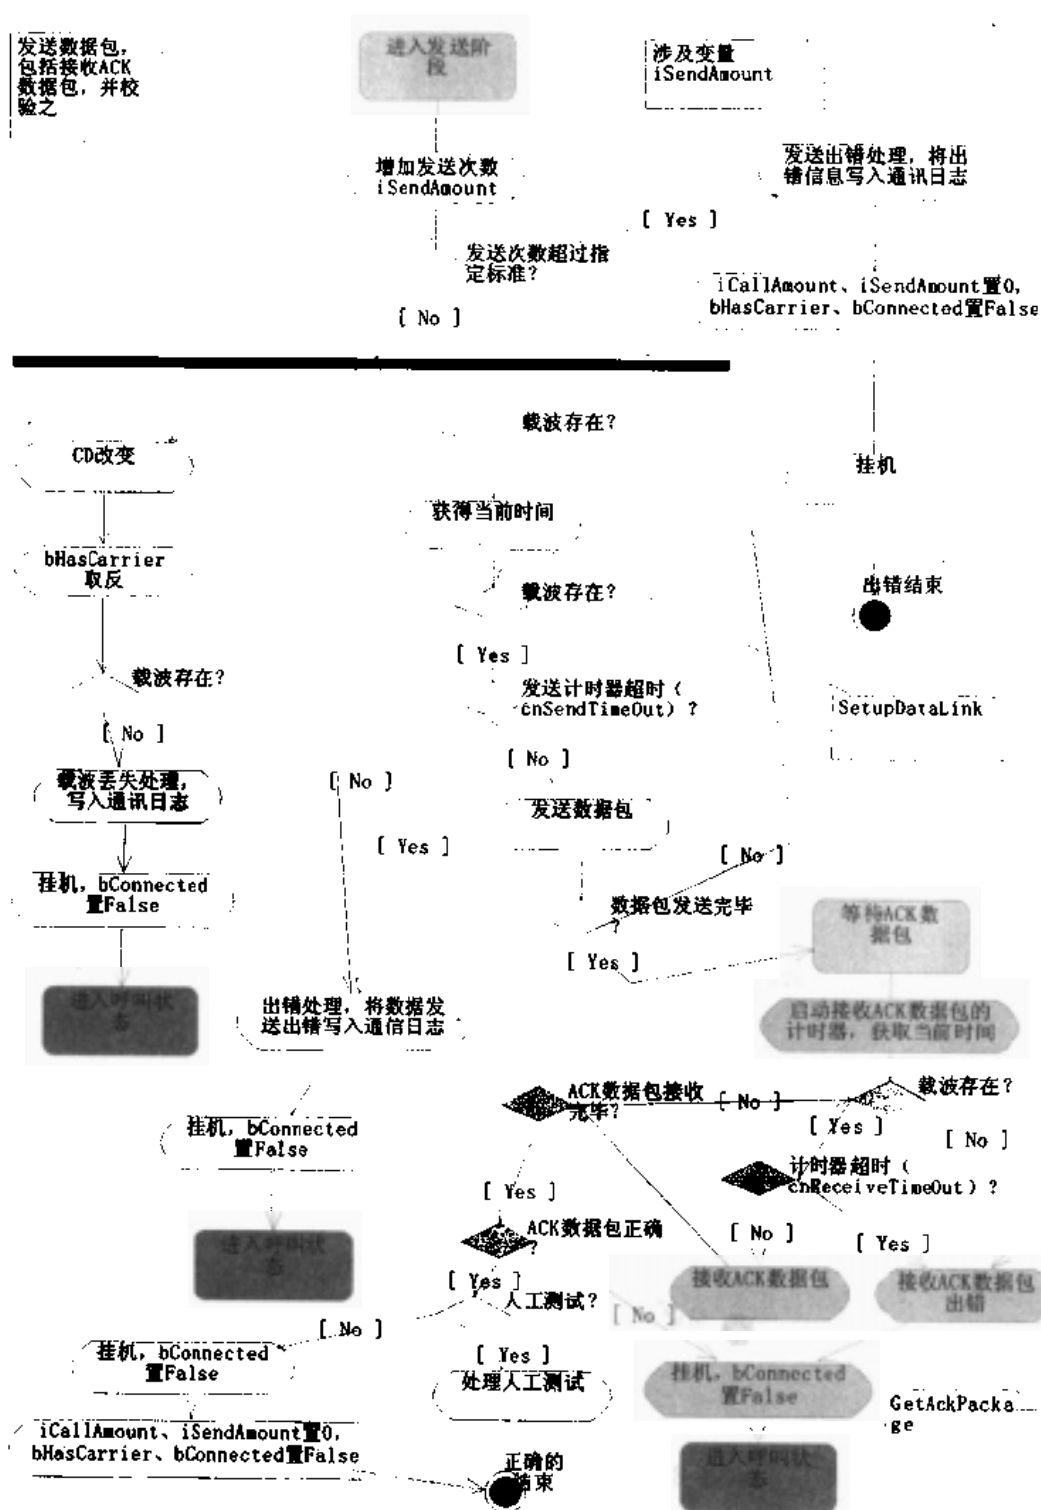 发送数据包，
包括接收ACK
数据包，并校
验之
进入发送阶
段
涉及变量
iSendAmount
增加发送次数
iSendAmount
发送出错处理，将出
错信息写入通讯日志
[ Yes ]
发送次数超过指
定标准？
[ No ]
iCallAmount、iSendAmount置0，
bHasCarrier、bConnected置False
载波存在？
CD改变
挂机
获得当前时间
bHasCarrier
取反
载波存在？
出错结束
[ Yes ]
载波存在？
发送计时器超时（
cnSendTimeOut）？
SetupDataLink
[ No ]
[ No ]
载波丢失处理，
写入通讯日志
[ No ]
发送数据包
[ Yes ]
[ No ]
挂机，bConnected
置False
数据包发送完毕
？
等待ACK数
据包
[ Yes ]
进入呼叫状
态
出错处理，将数据发
送出错写入通信日志
启动接收ACK数据包的
计时器，获取当前时间
ACK数据包接收
完毕？
[ No ]
载波存在？
挂机，bConnected
置False
[ Yes ]
[ No ]
计时器超时（
cnReceiveTimeOut）？
[ Yes ]
ACK数据包正确
？
[ No ]
[ Yes ]
进入呼叫状
态
[ Yes ]
人工测试？
接收ACK数据包
接收ACK数据包
出错
[ No ]
[ No ]
挂机，bConnected
置False
[ Yes ]
处理人工测试
挂机，bConnected
置False
GetAckPacka
ge
iCallAmount、iSendAmount置0，
bHasCarrier、bConnected置False
正确的
结束
进入呼叫状
态